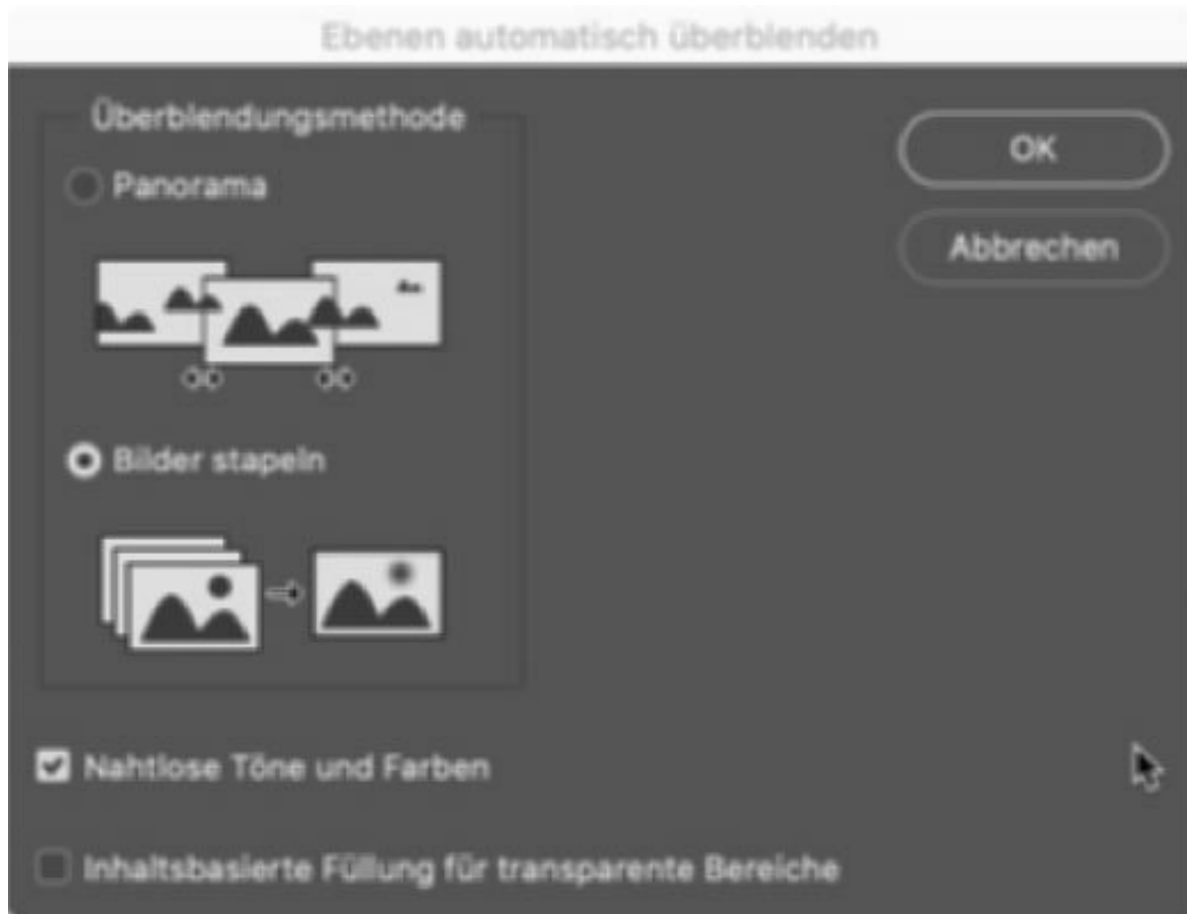 Ebenen automatisch überblenden
Überblendungsmethode
Panorama
Bilder stapeln
OK
Abbrechen
Nahtlose Töne und Farben
Inhaltsbasierte Füllung für transparente Bereiche